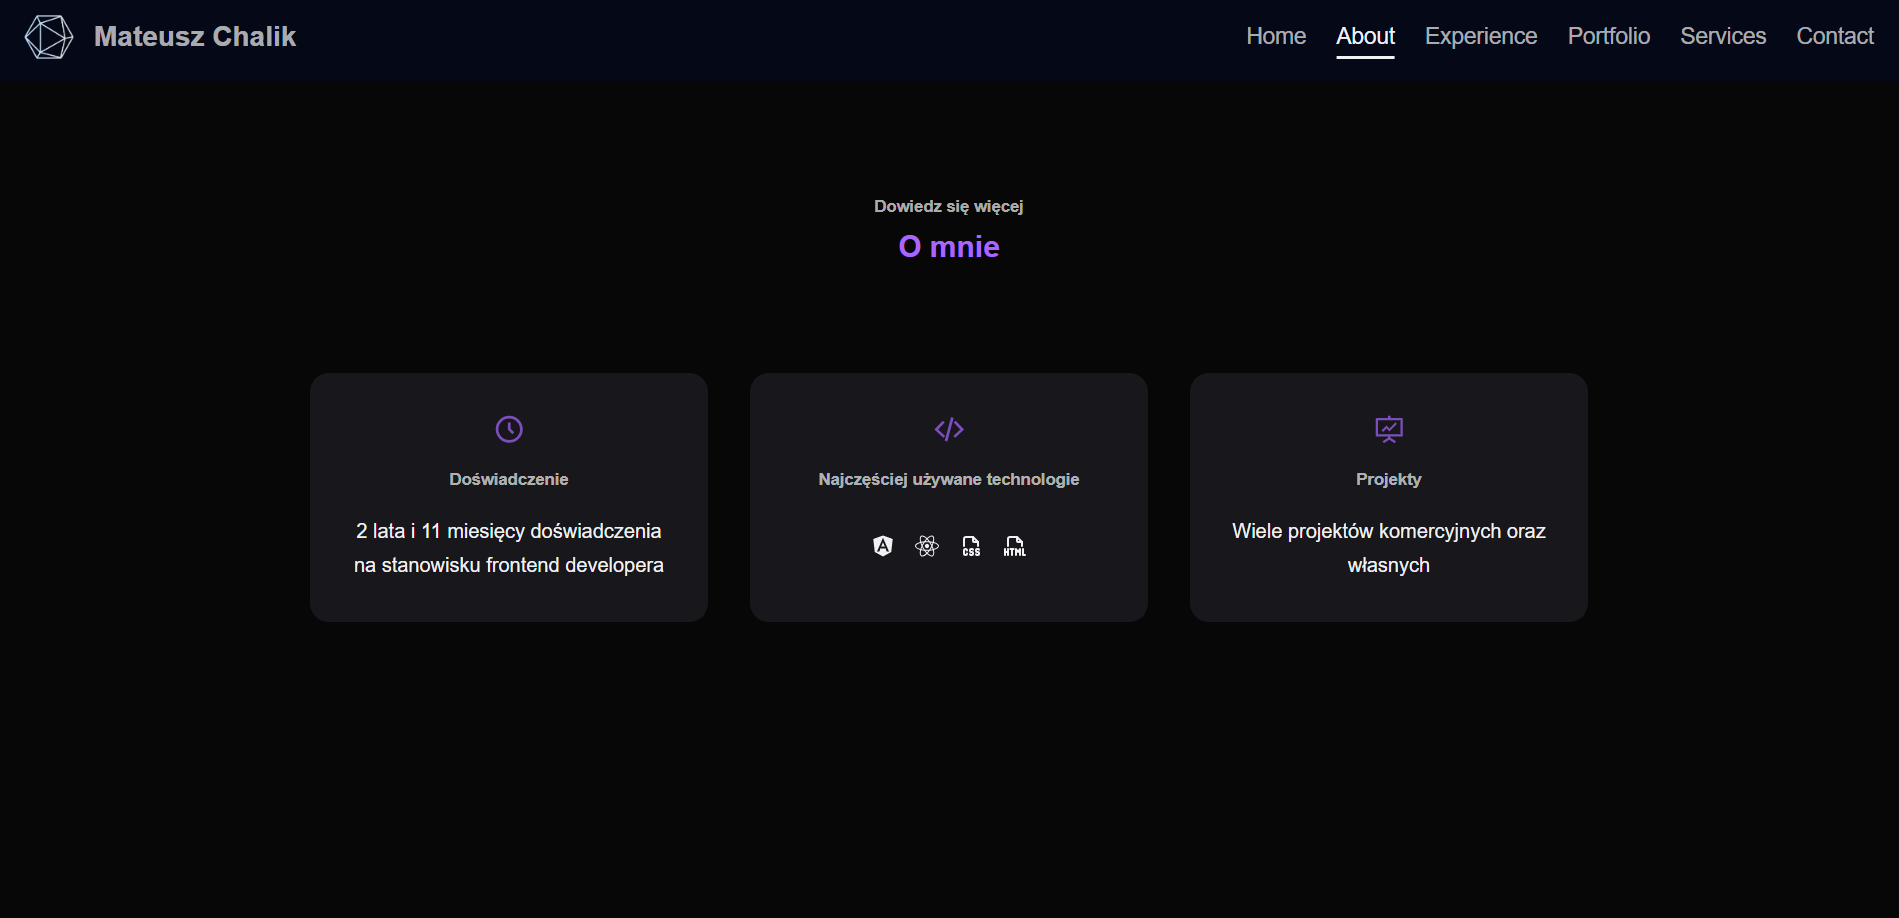 Mateusz Chalik
Home About Experience Portfolio Services Contact
Dowiedz się więcej
O mnie
Doświadczenie
2 lata i 11 miesięcy doświadczenia
na stanowisku frontend developera
Najczęściej używane technologie
A CSS HTML
Projekty
Wiele projektów komercyjnych oraz
własnych